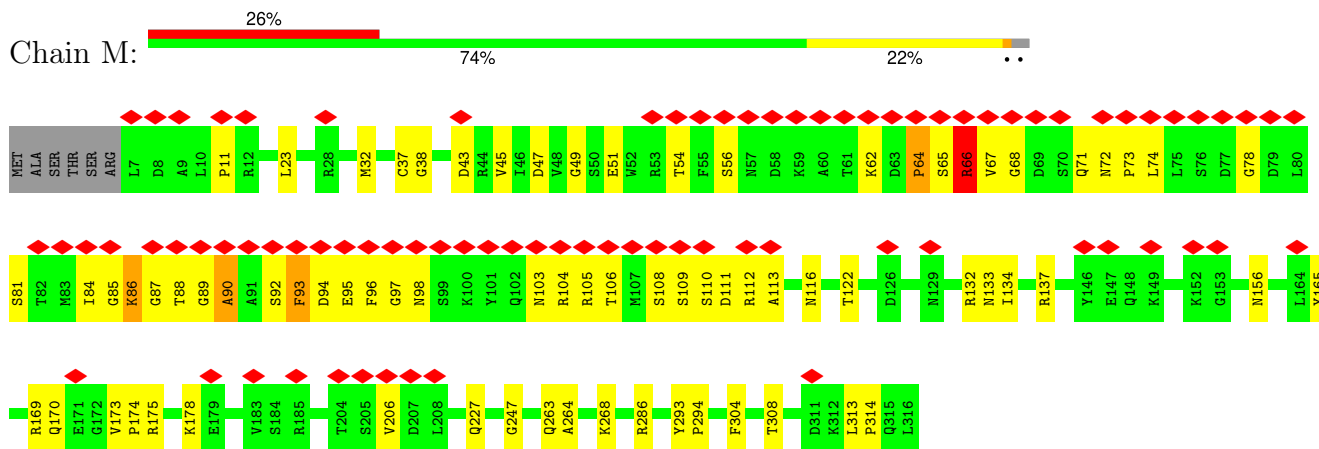 26%
Chain M:
74% 22% • •
MET ALA SER THR SER ARG L7 D8 A9 L10 P11 R12 L23 R28 M32 C37 G38 D43 R44 V45 I46 D47 V48 G49 S50 E51 W52 R53 T54 F55 S56 N57 D58 K59 A60 T61 K62 D63 P64 S65 R66 V67 G68 D69 S70 Q71 N72 P73 L74 L75 S76 D77 G78 D79 L80
S81 T82 M83 I84 G85 K86 G87 T88 G89 A90 A91 S92 F93 D94 E95 F96 G97 N98 S99 K100 Y101 Q102 N103 R104 R105 T106 M107 S108 S109 S110 D111 R112 A113 N116 T122 D126 N129 R132 N133 I134 R137 Y146 E147 Q148 K149 K152 G153 N156 L164 Y165
R169 Q170 E171 G172 V173 P174 R175 K178 E179 V183 S184 R185 T204 S205 V206 D207 L208 Q227 G247 Q263 A264 K268 R286 Y293 P294 F304 T308 D311 K312 L313 P314 Q315 L316